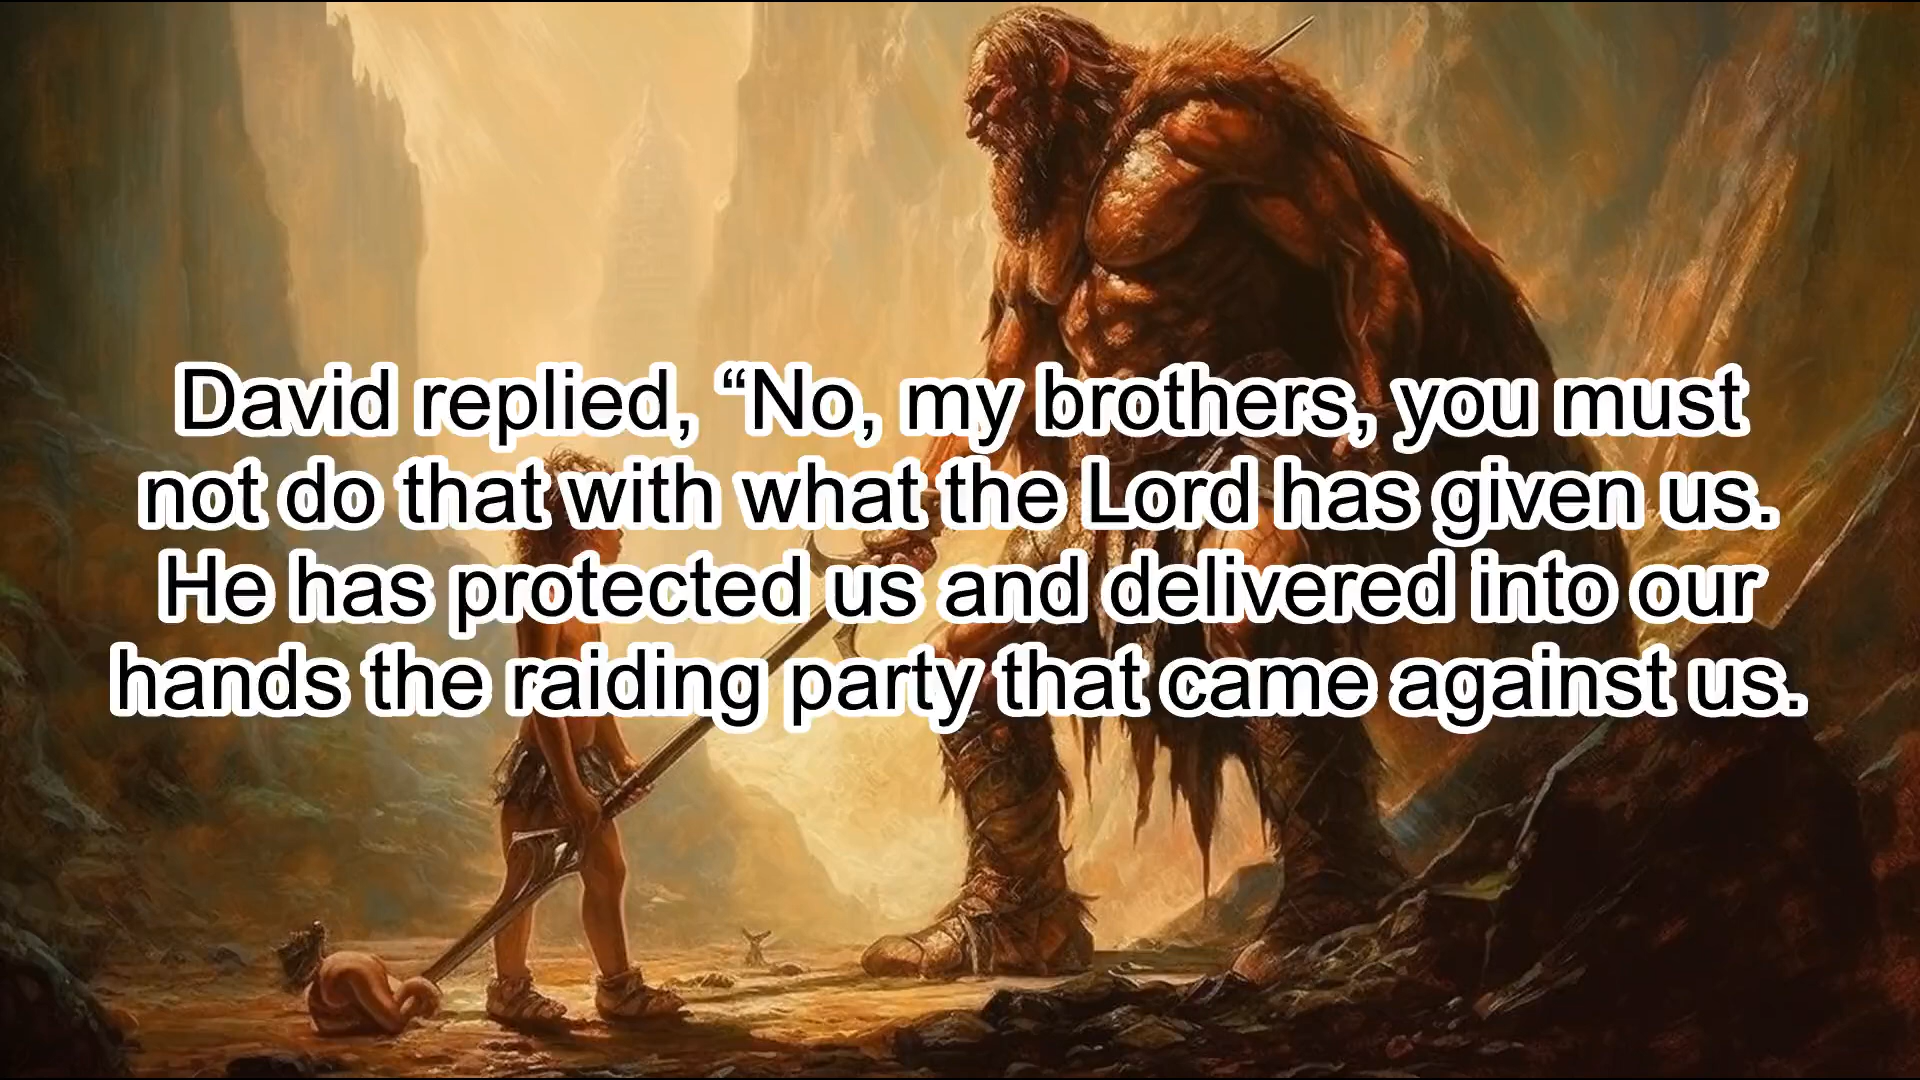 David replied, “No, my brothers, you must
not do that with what the Lord has given us.
He has protected us and delivered into our
hands the raiding party that came against us.